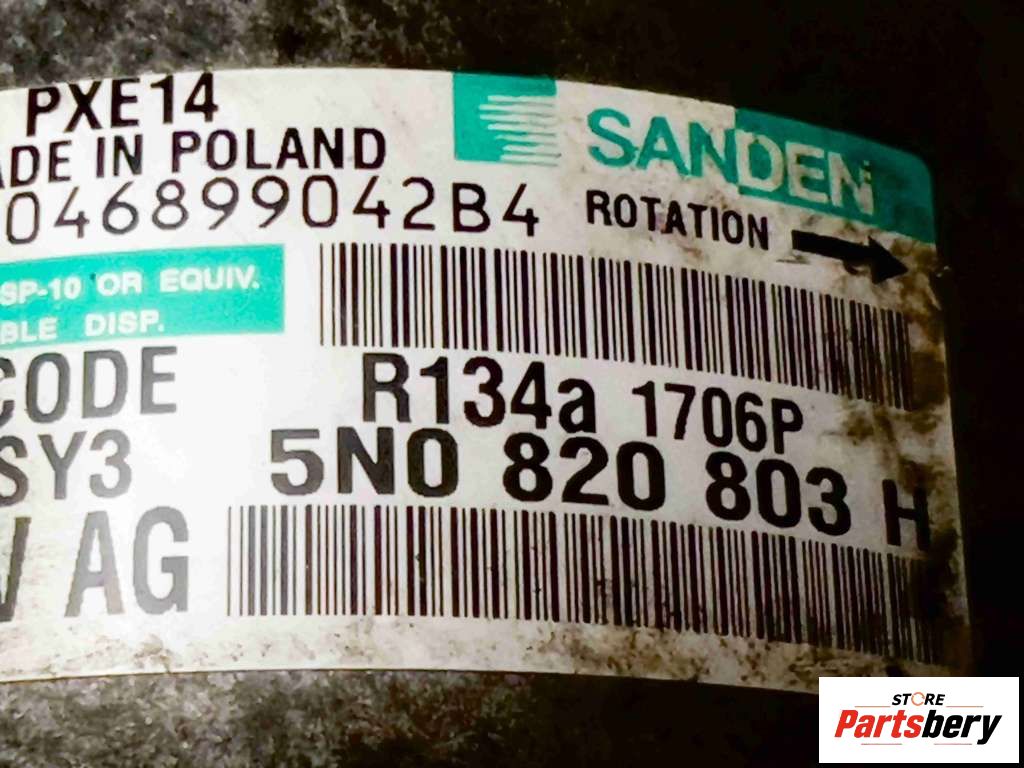 PXE14
SANDEN
ADE IN POLAND
046899042B4
ROTATION
SP-10 OR EQUIV.
BLE DISP.
CODE
R134a 1706P
SY3
5N0 820 803 H
AG
STORE
Partsbery